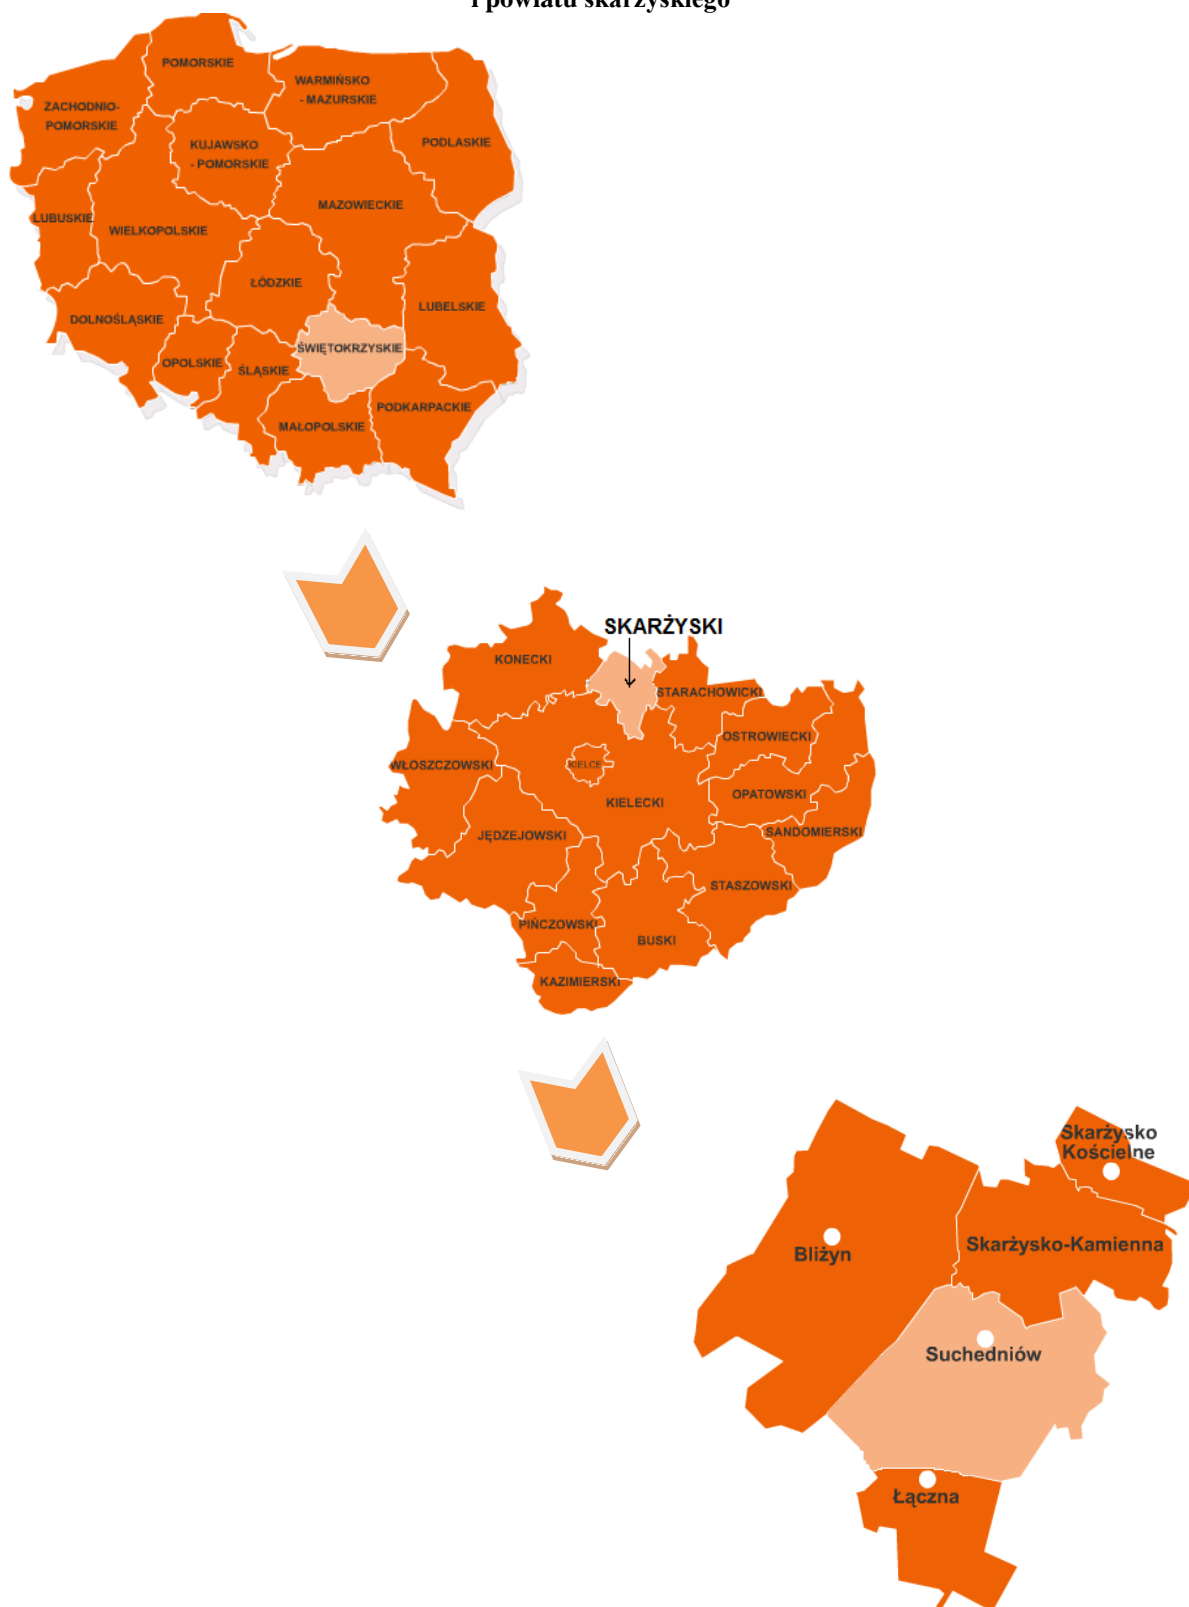 i powiatu skarżyskiego
POMORSKIE
WARMIŃSKO
- MAZURSKIE
ZACHODNIO-
POMORSKIE
KUJAWSKO
- POMORSKIE
PODLASKIE
MAZOWIECKIE
LUBUSKIE
WIELKOPOLSKIE
ŁÓDZKIE
LUBELSKIE
DOLNOŚLĄSKIE
ŚWIĘTOKRZYSKIE
OPOLSKIE
ŚLĄSKIE
PODKARPACKIE
MAŁOPOLSKIE
SKARŻYSKI
KONECKI
STARACHOWICKI
OSTROWIECKI
WŁOSZCZOWSKI
KIELCE
OPATOWSKI
KIELECKI
SANDOMIERSKI
JĘDZEJOWSKI
STASZOWSKI
PIŃCZOWSKI
BUSKI
KAZIMIERSKI
Skarżysko
Kościelne
Skarżysko-Kamienna
Bliżyn
Suchedniów
Łączna